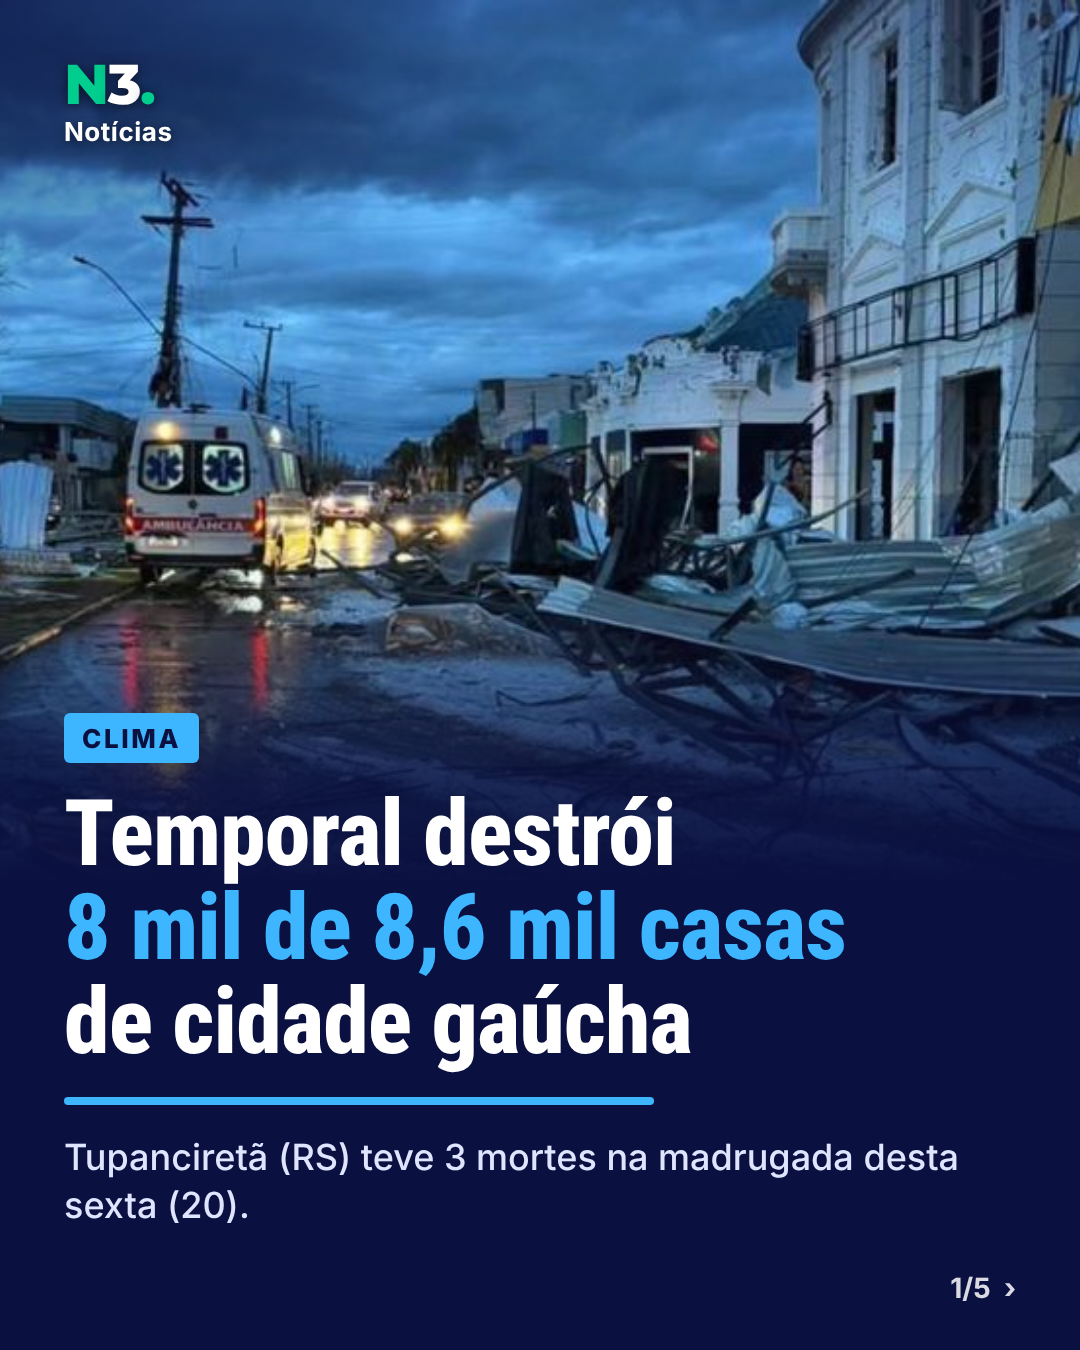 N3.
Notícias
AMBULÂNCIA
CLIMA
Temporal destrói
8 mil de 8,6 mil casas
de cidade gaúcha
Tupanciretã (RS) teve 3 mortes na madrugada desta
sexta (20).
1/5 ›